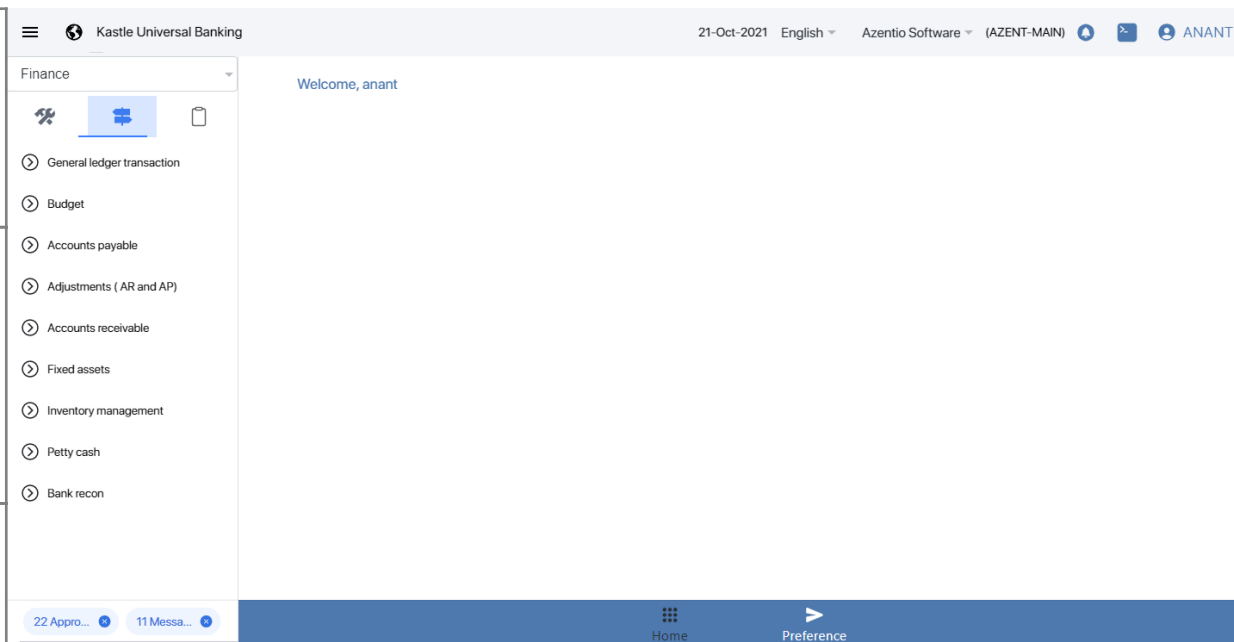 Kastle Universal Banking
21-Oct-2021 English Azentio Software (AZENT-MAIN) ANANT
Finance
Welcome, anant
General ledger transaction
Budget
Accounts payable
Adjustments ( AR and AP)
Accounts receivable
Fixed assets
Inventory management
Petty cash
Bank recon
22 Appro... 11 Messa...
Home Preference